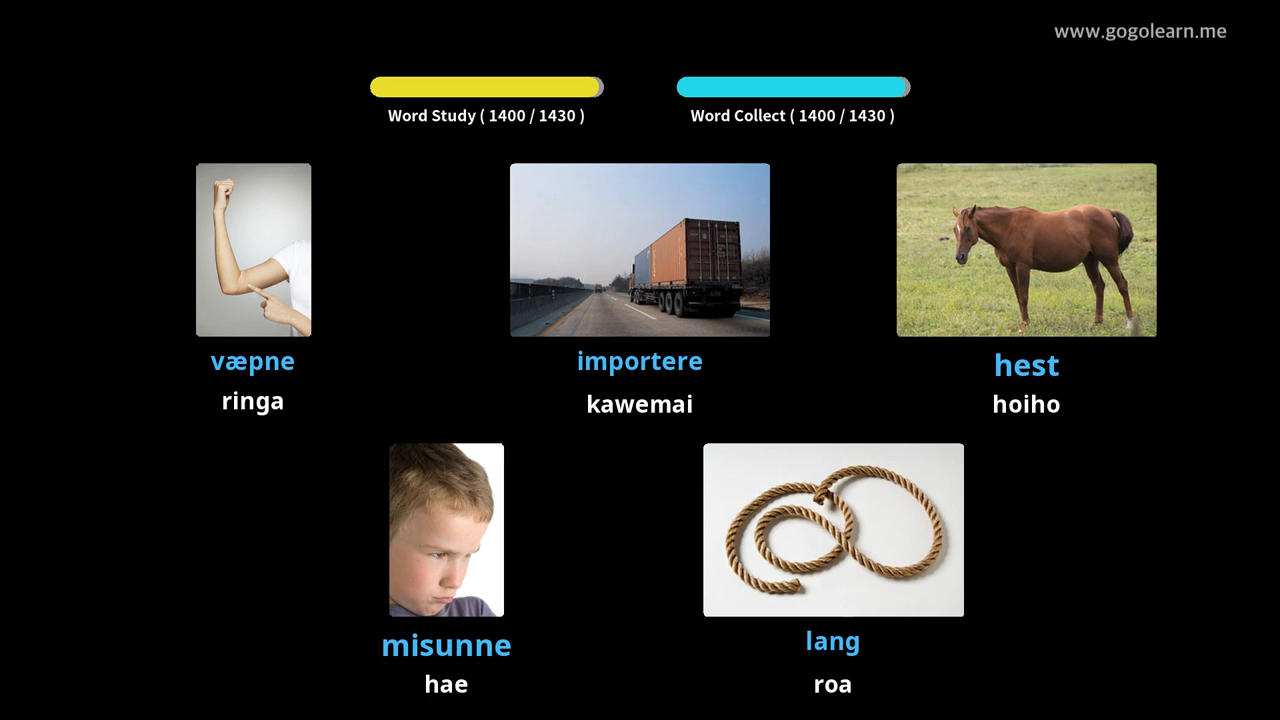 www.gogolearn.me
Word Study ( 1400 / 1430 )
Word Collect ( 1400 / 1430 )
væpne
importere
hest
ringa
kawemai
hoiho
misunne
lang
hae
roa